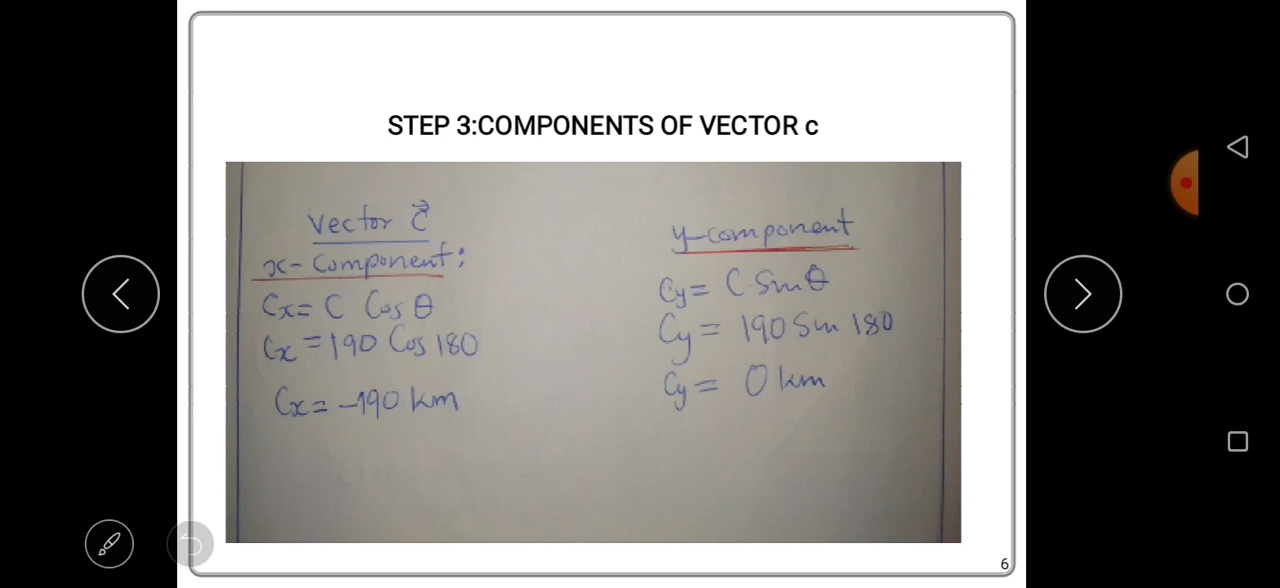 STEP 3:COMPONENTS OF VECTOR c
Vector C⃗
x-Component:
Cx= C Cos θ
Cx = 190 Cos 180
Cx = -190 km
y-component
Cy= C.Sin θ
Cy = 190 Sin 180
Cy = 0 km
6